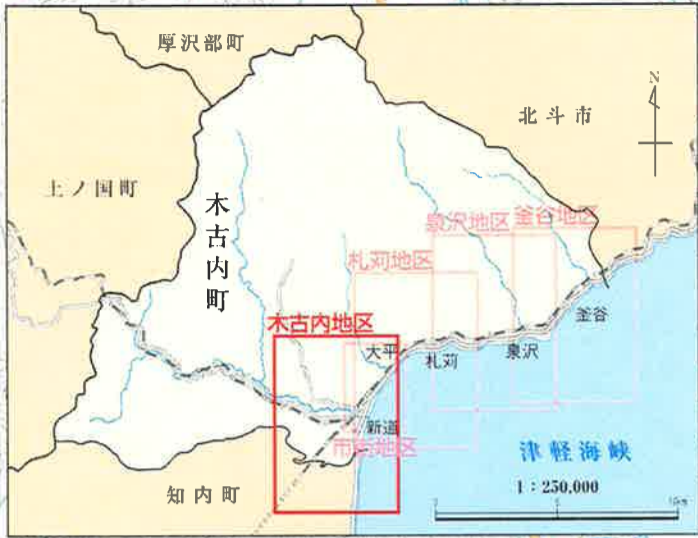 厚沢部町
北斗市
N
上ノ国町
木古内町
泉沢地区
釜谷地区
札苅地区
木古内地区
大平
釜谷
札苅
泉沢
新道
市街地区
津軽海峡
知内町
1：250,000
5
10km